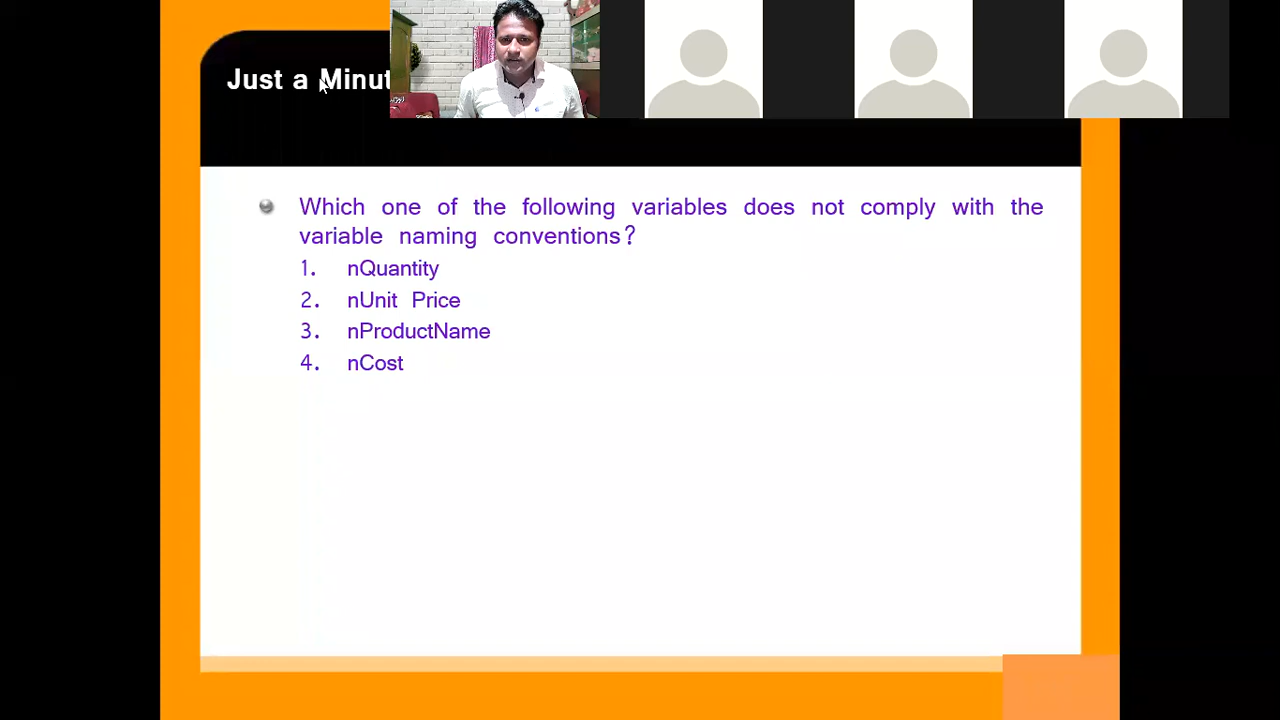 Just a Minut
Which one of the following variables does not comply with the
variable naming conventions?
1. nQuantity
2. nUnit Price
3. nProductName
4. nCost